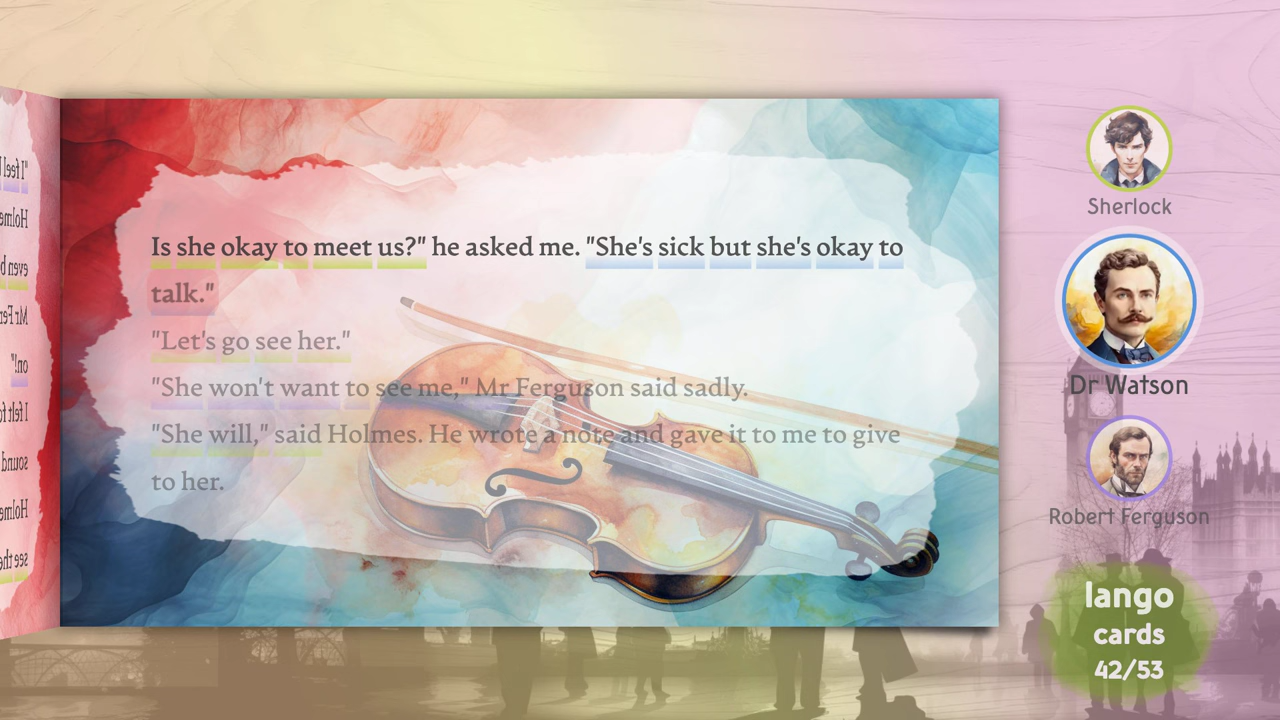 Is she okay to meet us?" he asked me. "She's sick but she's okay to
talk."
"Let's go see her."
"She won't want to see me," Mr Ferguson said sadly.
"She will," said Holmes. He wrote a note and gave it to me to give
to her.
Sherlock
Dr Watson
Robert Ferguson
lango
cards
42/53